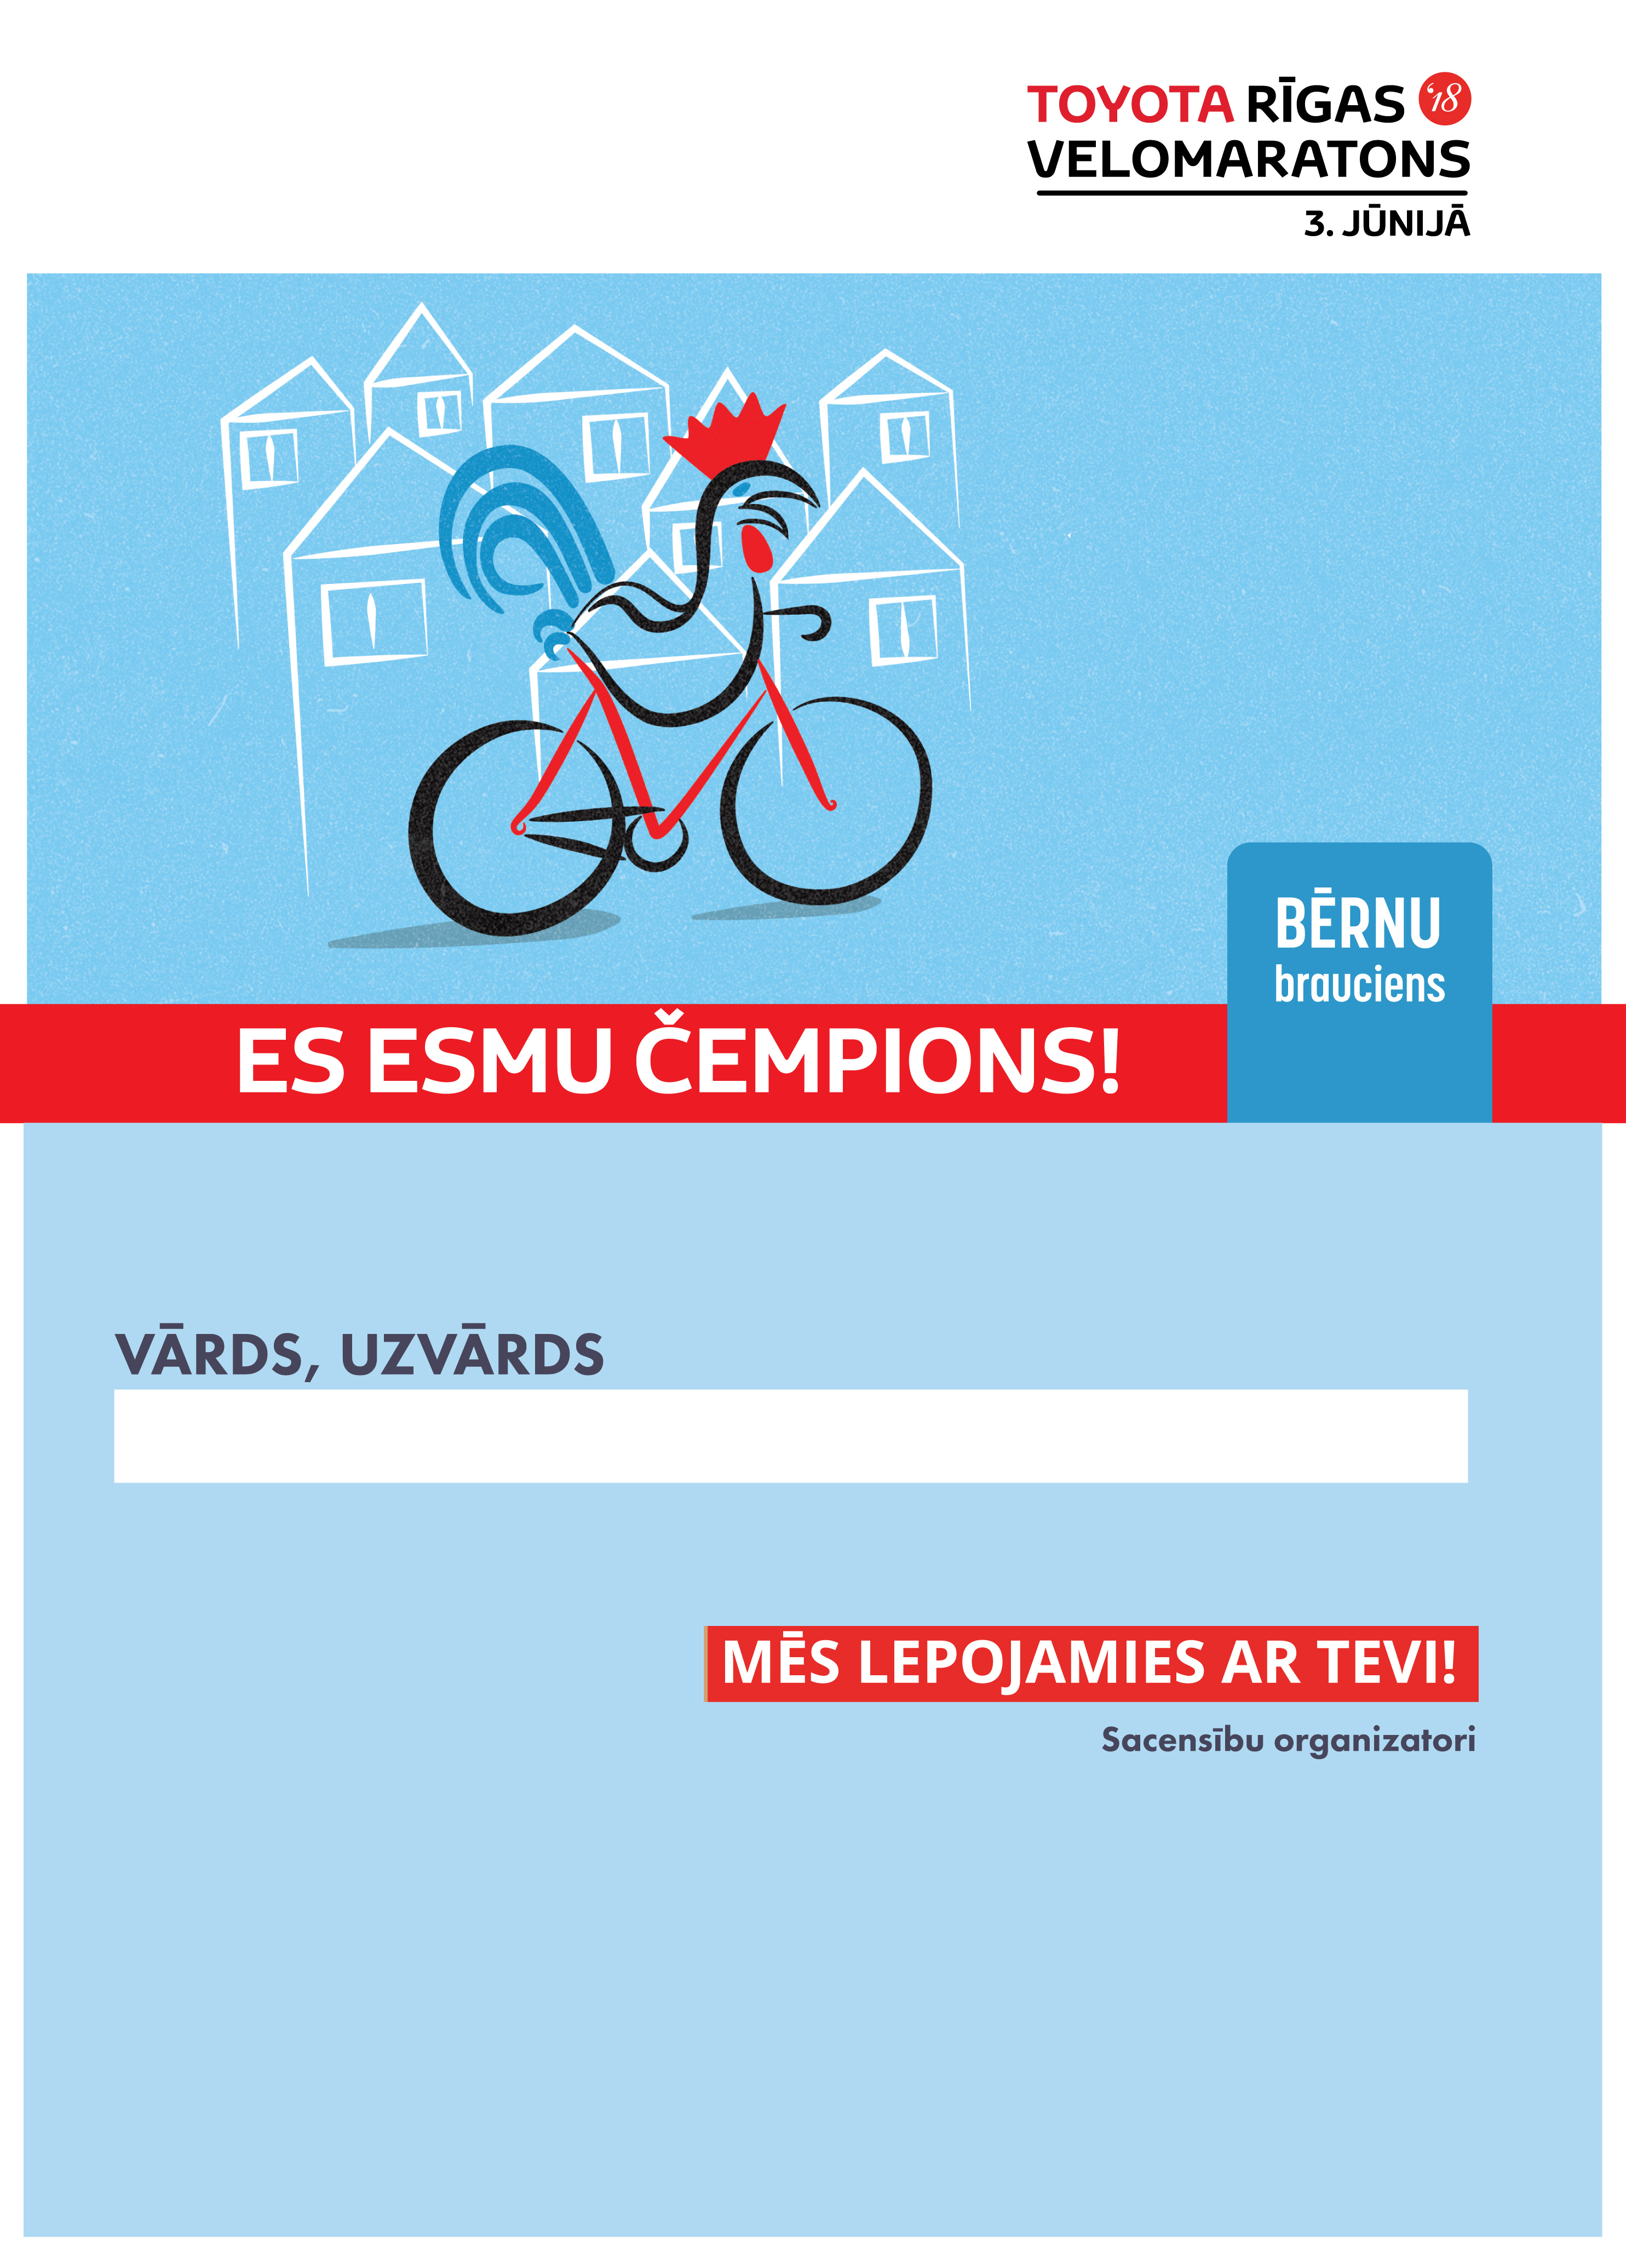 TOYOTA RĪGAS '18
VELOMARATONS
3. JŪNIJĀ
BĒRNU
brauciens
ES ESMU ČEMPIONS!
VĀRDS, UZVĀRDS
MĒS LEPOJAMIES AR TEVI!
Sacensību organizatori